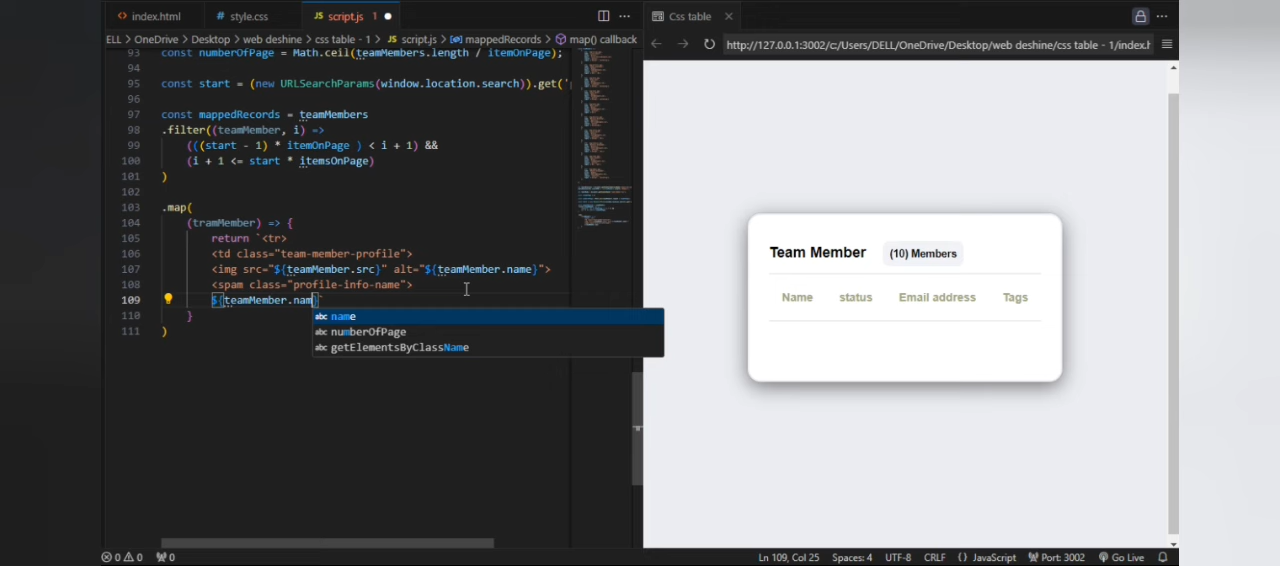 index.html # style.css JS script.js 1
ELL > OneDrive > Desktop > web deshine > css table - 1 > JS script.js > mappedRecords > map() callback
93 const numberOfPage = Math.ceil(teamMembers.length / itemOnPage);
94
95 const start = (new URLSearchParams(window.location.search)).get('
96
97 const mappedRecords = teamMembers
98 .filter((teamMember, i) =>
99 (((start - 1) * itemOnPage ) < i + 1) &&
100 (i + 1 <= start * itemsOnPage)
101 )
102
103 .map(
104 (tramMember) => {
105 return `<tr>
106 <td class="team-member-profile">
107 <img src="${teamMember.src}" alt="${teamMember.name}">
108 <spam class="profile-info-name">
109 ${teamMember.nam}`
110 }
111 )
abc name
abc numberOfPage
abc getElementsByClassName
0 0 0
Ln 109, Col 25 Spaces: 4 UTF-8 CRLF {} JavaScript Port: 3002 Go Live
Css table
http://127.0.0.1:3002/c:/Users/DELL/OneDrive/Desktop/web deshine/css table - 1/index.h
Team Member (10) Members
Name status Email address Tags